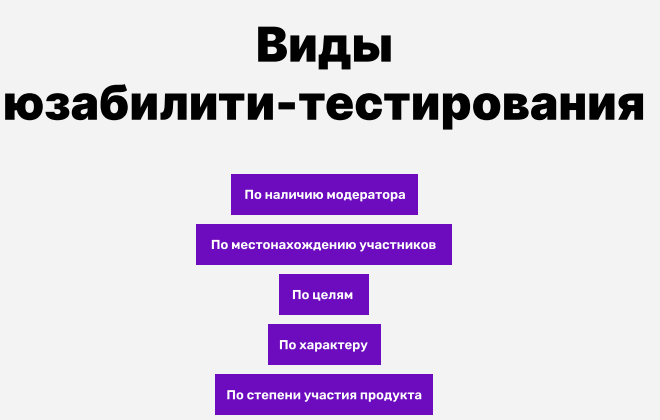 Виды
юзабилити-тестирования
По наличию модератора
По местонахождению участников
По целям
По характеру
По степени участия продукта